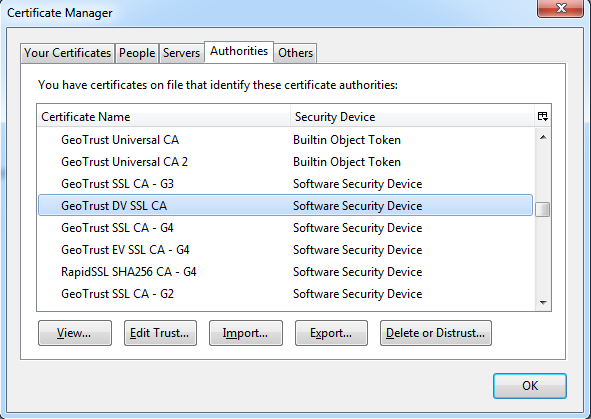 Certificate Manager
Your Certificates People Servers Authorities Others
You have certificates on file that identify these certificate authorities:
Certificate Name Security Device
GeoTrust Universal CA Builtin Object Token
GeoTrust Universal CA 2 Builtin Object Token
GeoTrust SSL CA - G3 Software Security Device
GeoTrust DV SSL CA Software Security Device
GeoTrust SSL CA - G4 Software Security Device
GeoTrust EV SSL CA - G4 Software Security Device
RapidSSL SHA256 CA - G4 Software Security Device
GeoTrust SSL CA - G2 Software Security Device
View... Edit Trust... Import... Export... Delete or Distrust...
OK